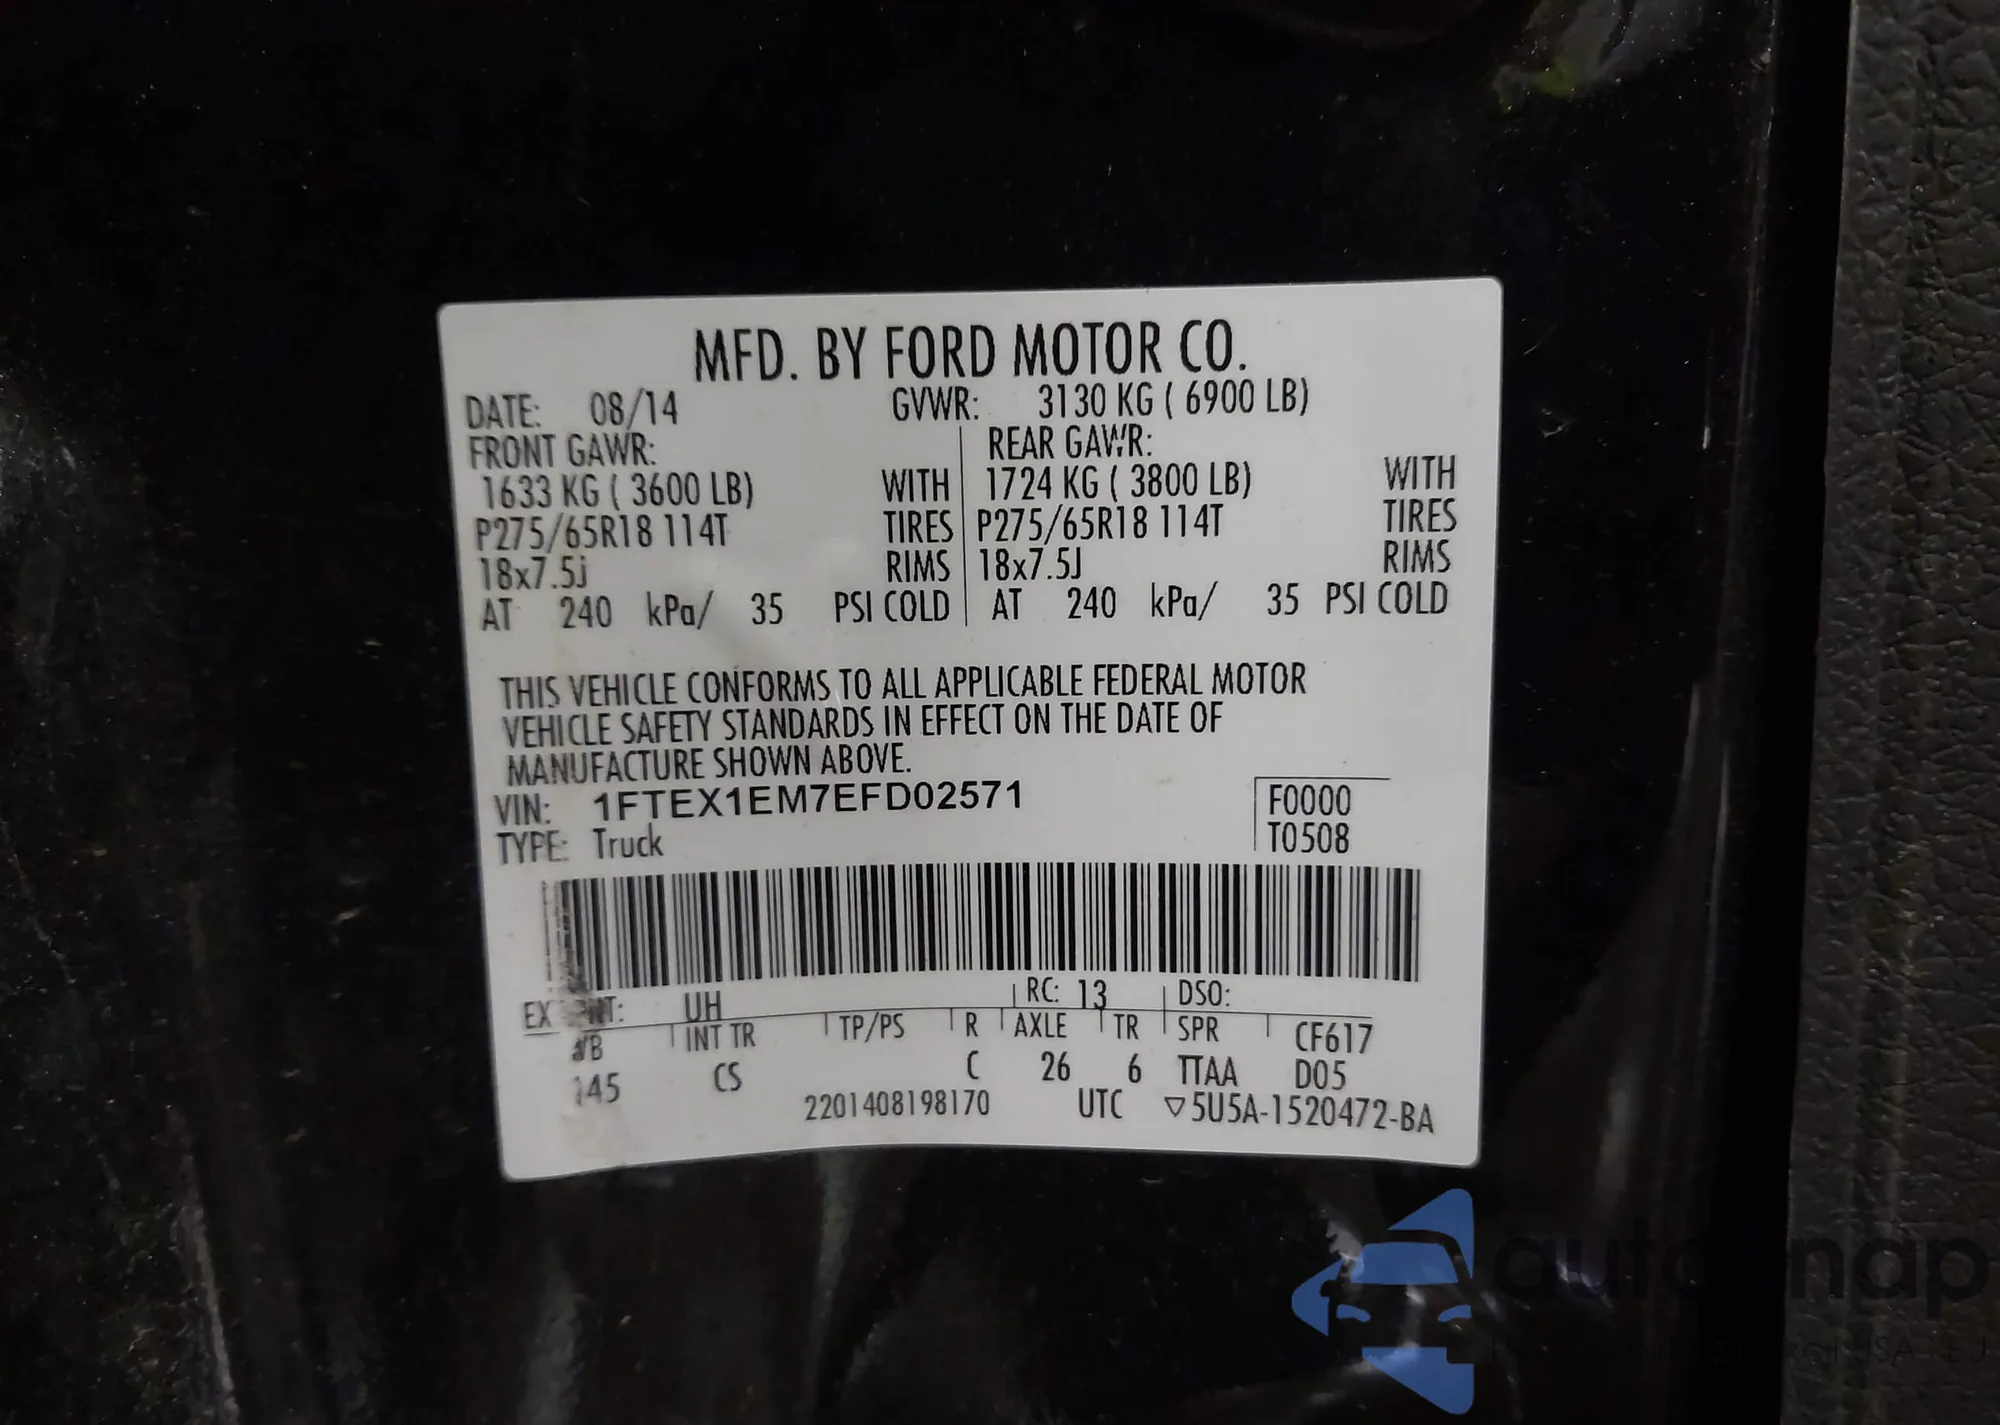 MFD. BY FORD MOTOR CO.
DATE: 08/14 GVWR: 3130 KG ( 6900 LB)
FRONT GAWR: REAR GAWR:
1633 KG ( 3600 LB) WITH 1724 KG ( 3800 LB) WITH
P275/65R18 114T TIRES P275/65R18 114T TIRES
18x7.5j RIMS 18x7.5J RIMS
AT 240 kPa/ 35 PSI COLD AT 240 kPa/ 35 PSI COLD
THIS VEHICLE CONFORMS TO ALL APPLICABLE FEDERAL MOTOR
VEHICLE SAFETY STANDARDS IN EFFECT ON THE DATE OF
MANUFACTURE SHOWN ABOVE.
VIN: 1FTEX1EM7EFD02571 F0000
TYPE: Truck T0508
EXT PNT: UH RC: 13 DSO:
WB INT TR TP/PS R AXLE TR SPR CF617
145 CS C 26 6 TTAA D05
2201408198170 UTC ▽5U5A-1520472-BA